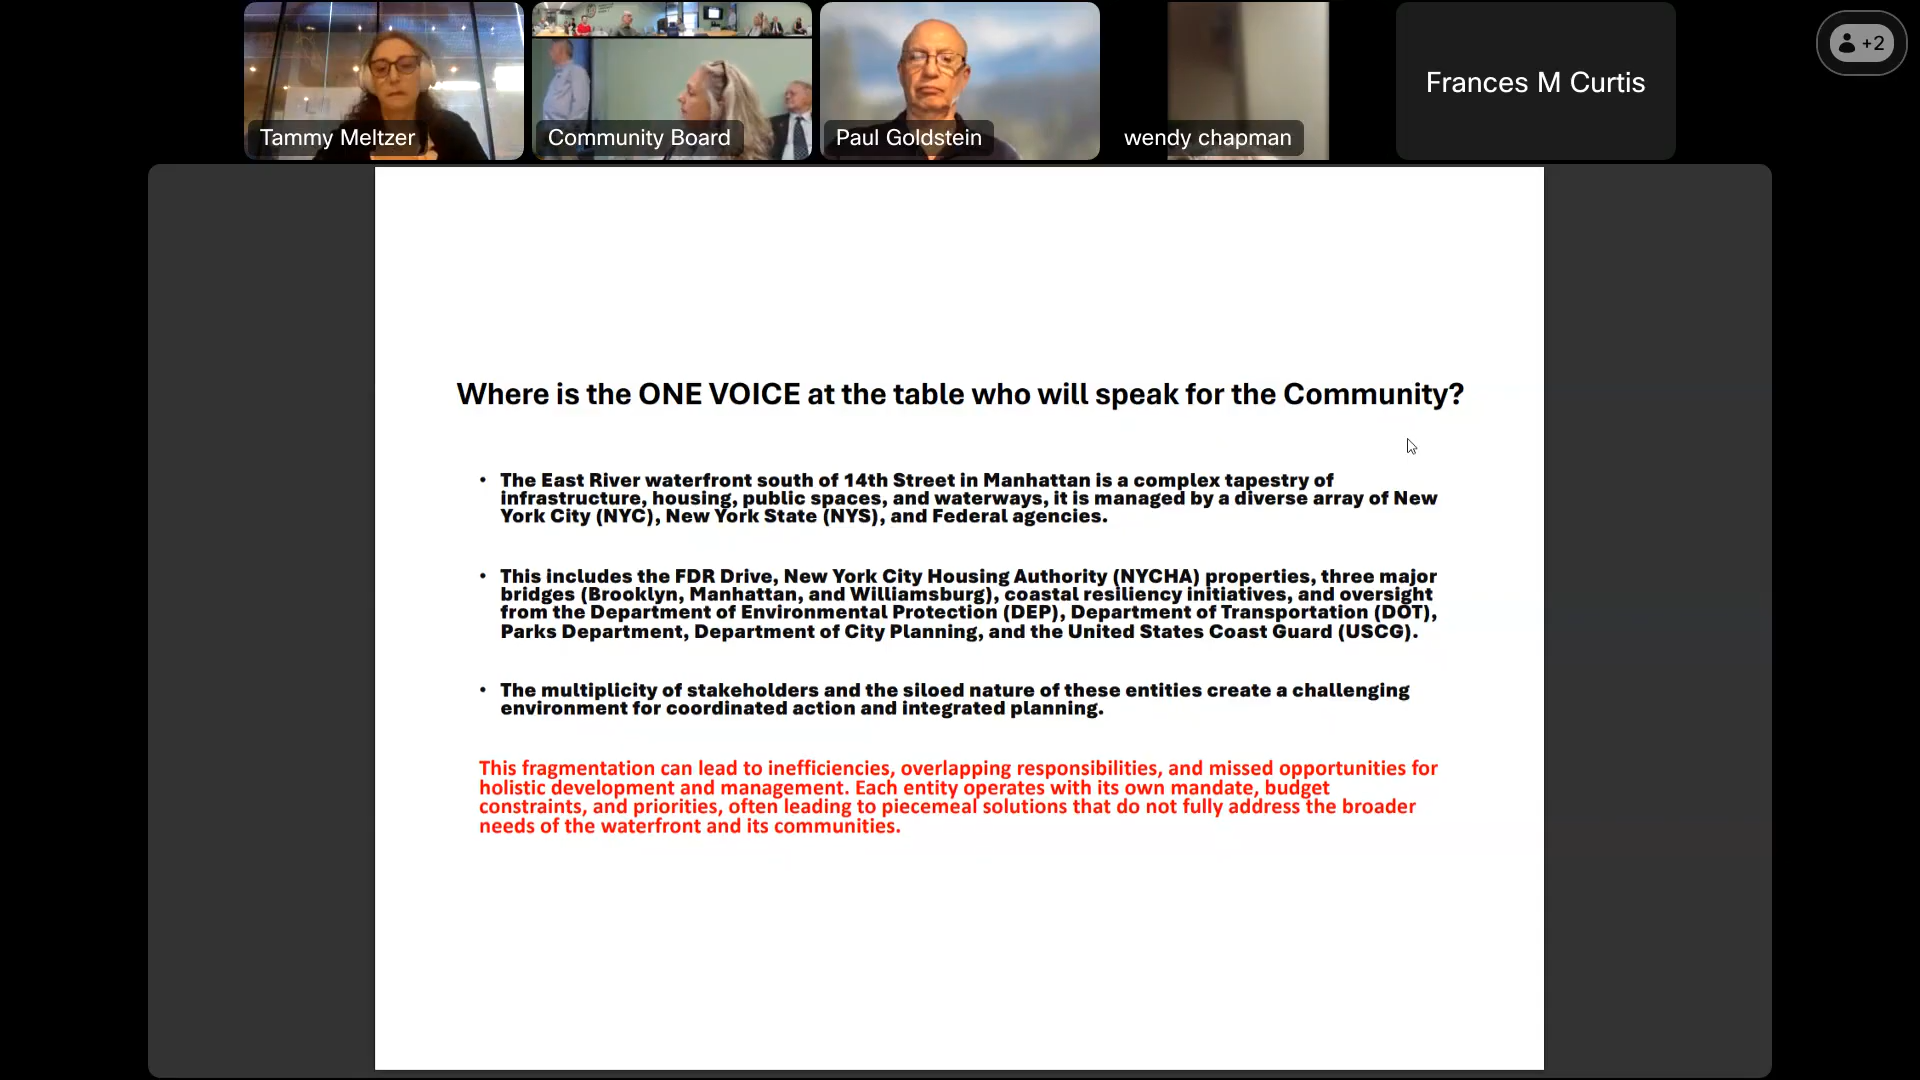 Tammy Meltzer
Community Board
Paul Goldstein
wendy chapman
Frances M Curtis
+2
Where is the ONE VOICE at the table who will speak for the Community?
• The East River waterfront south of 14th Street in Manhattan is a complex tapestry of
infrastructure, housing, public spaces, and waterways, it is managed by a diverse array of New
York City (NYC), New York State (NYS), and Federal agencies.
• This includes the FDR Drive, New York City Housing Authority (NYCHA) properties, three major
bridges (Brooklyn, Manhattan, and Williamsburg), coastal resiliency initiatives, and oversight
from the Department of Environmental Protection (DEP), Department of Transportation (DOT),
Parks Department, Department of City Planning, and the United States Coast Guard (USCG).
• The multiplicity of stakeholders and the siloed nature of these entities create a challenging
environment for coordinated action and integrated planning.
This fragmentation can lead to inefficiencies, overlapping responsibilities, and missed opportunities for
holistic development and management. Each entity operates with its own mandate, budget
constraints, and priorities, often leading to piecemeal solutions that do not fully address the broader
needs of the waterfront and its communities.